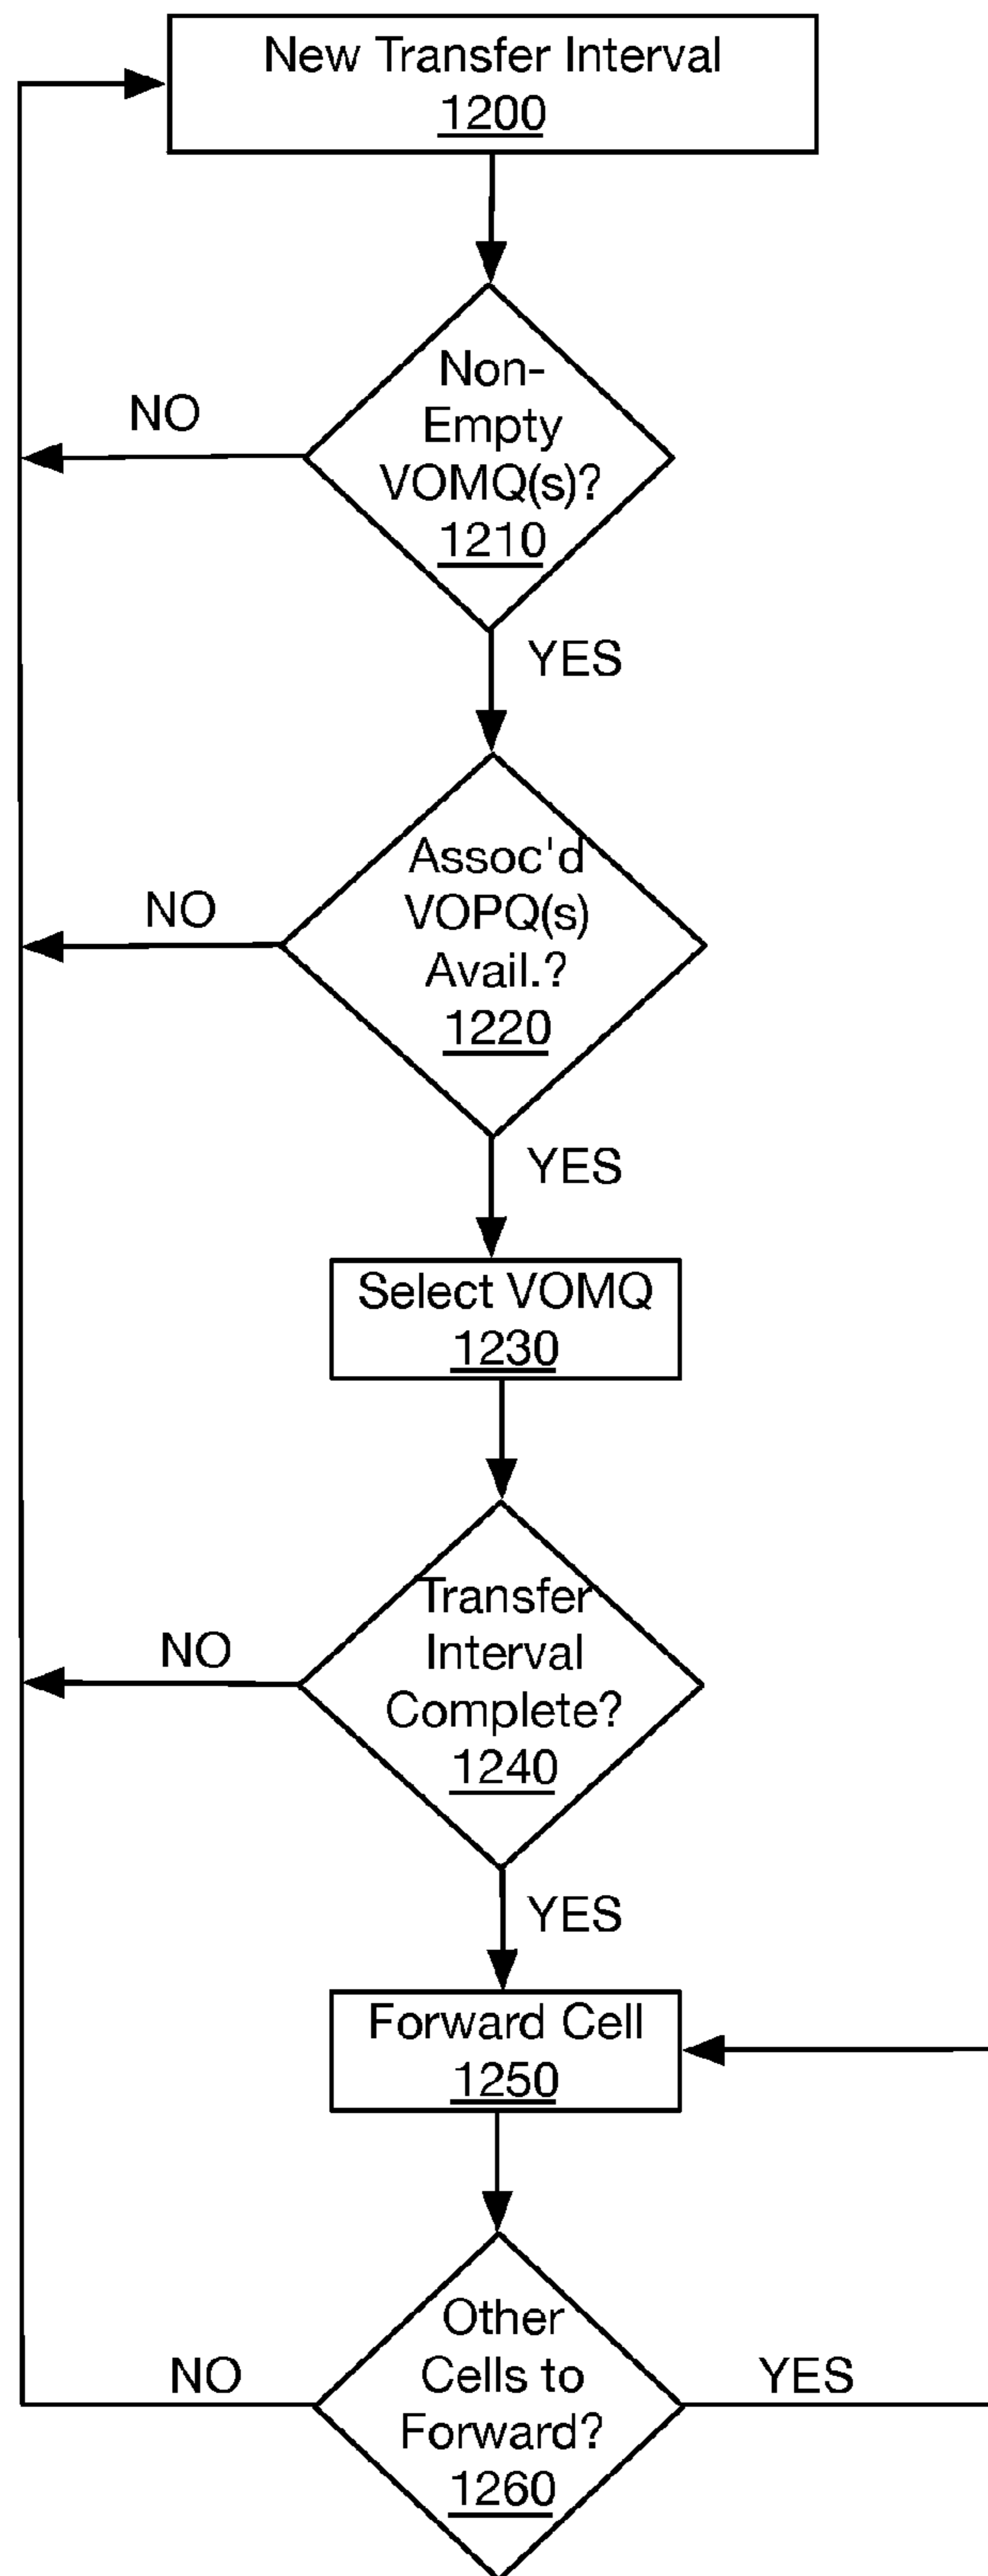 New Transfer Interval
1200
Non-
Empty
VOMQ(s)?
1210
NO
YES
Assoc'd
VOPQ(s)
Avail.?
1220
NO
YES
Select VOMQ
1230
Transfer
Interval
Complete?
1240
NO
YES
Forward Cell
1250
Other
Cells to
Forward?
1260
NO
YES